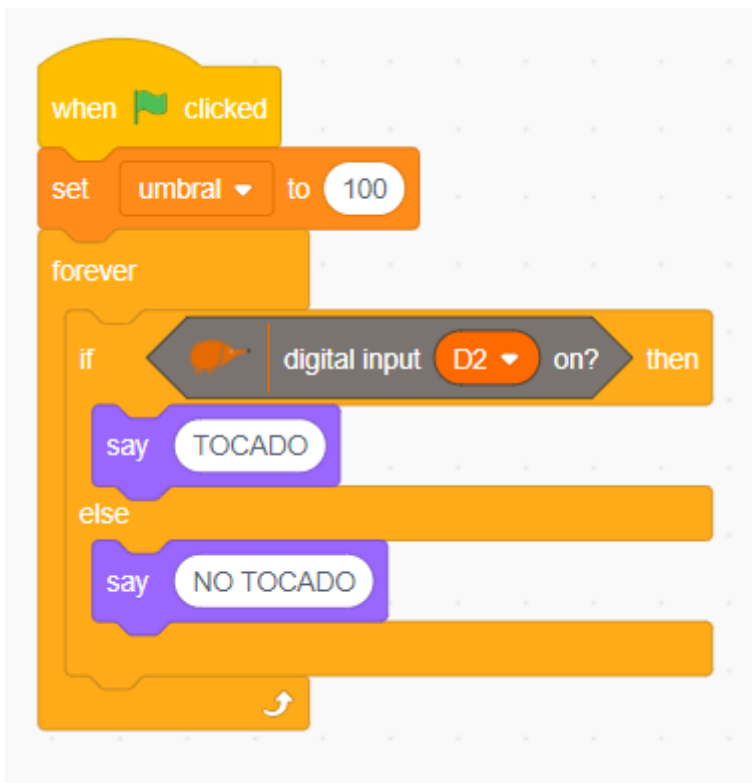 when clicked
set umbral to 100
forever
if digital input D2 on? then
say TOCADO
else
say NO TOCADO